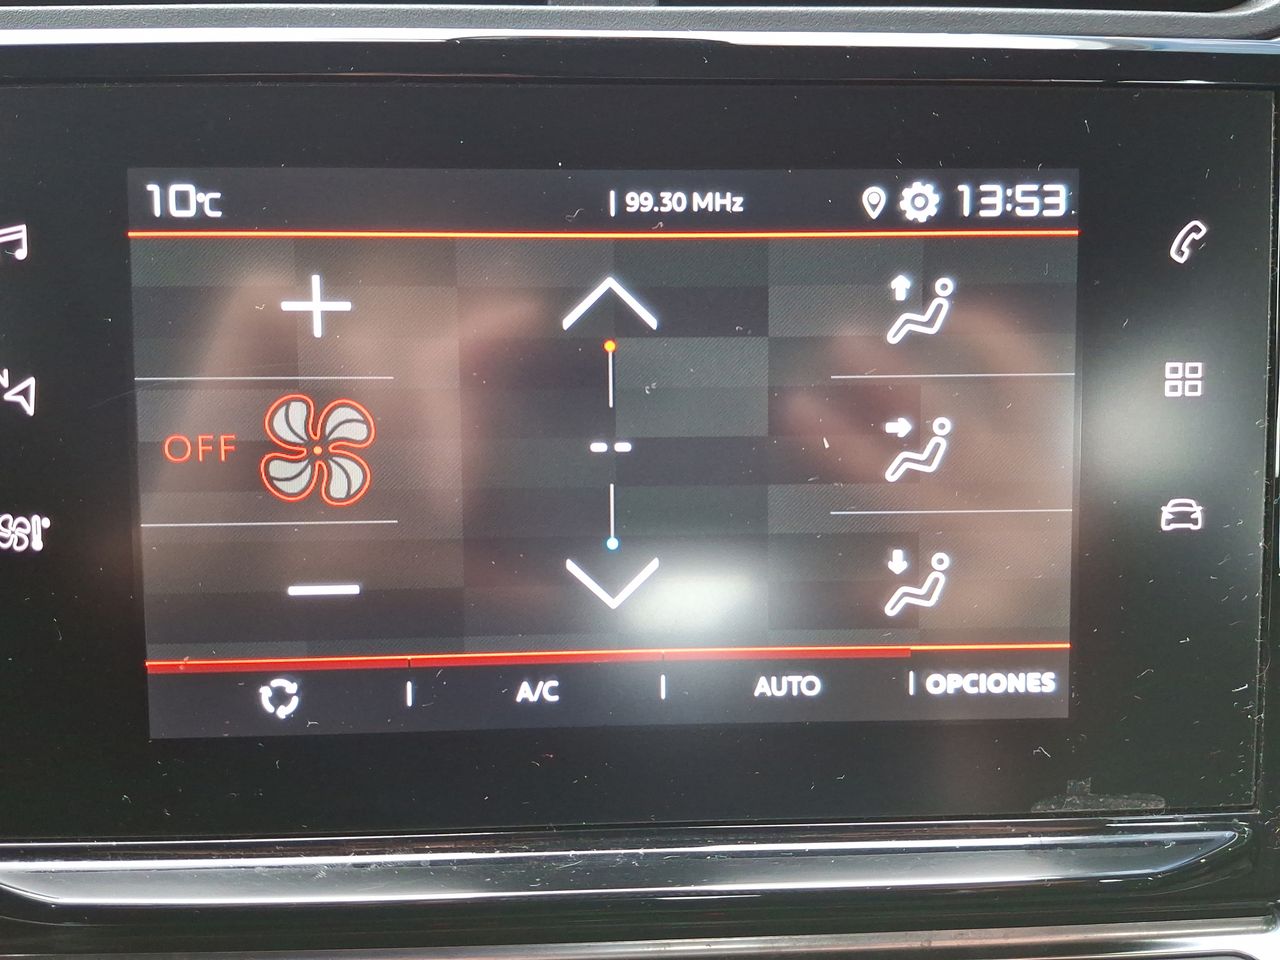 10°C
99.30 MHz
13:53
N
OFF
--
A/C
AUTO
OPCIONES